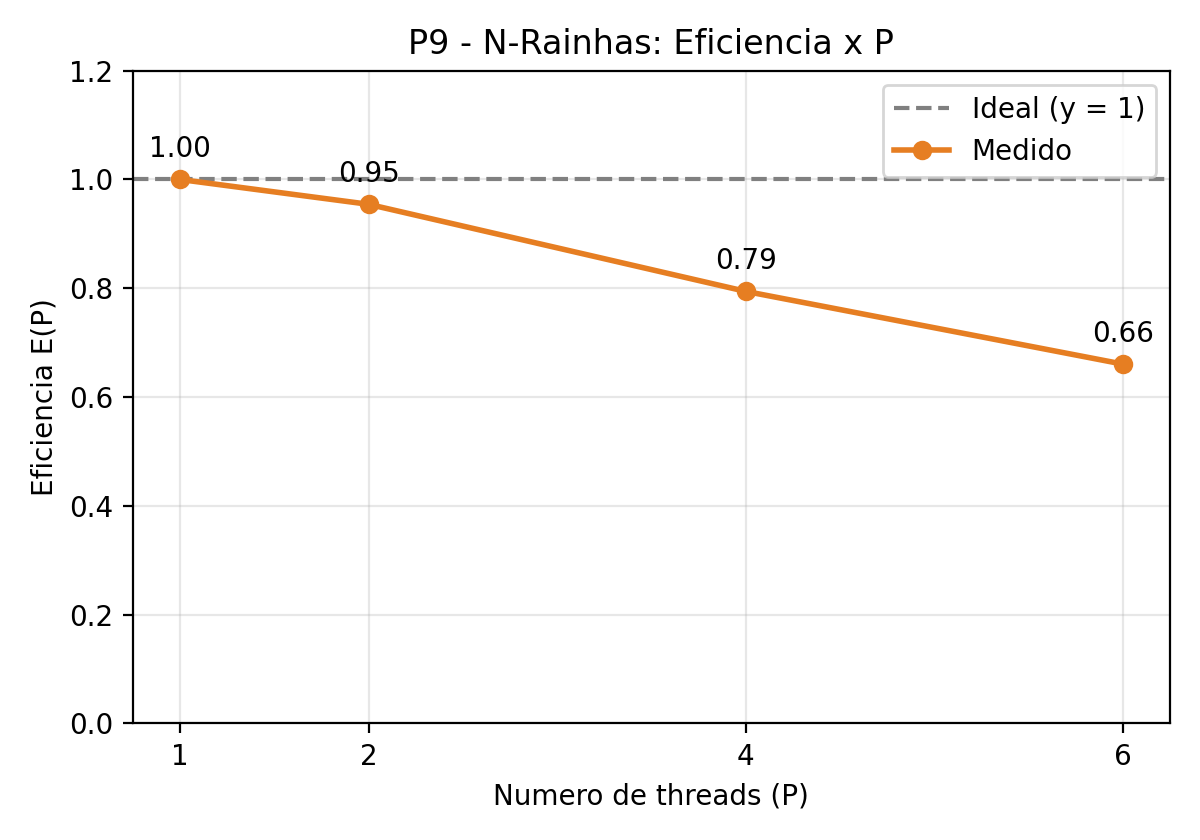 P9 - N-Rainhas: Eficiencia x P
1.2
Ideal (y = 1)
Medido
1.00
0.95
1.0
0.79
0.8
0.66
0.6
0.4
0.2
0.0
Eficiencia E(P)
1 2 4 6
Numero de threads (P)